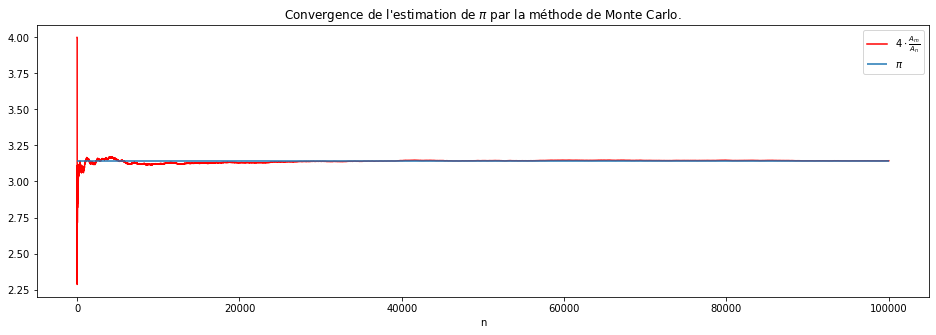 Convergence de l'estimation de π par la méthode de Monte Carlo.
4 · A_m/A_n
π
4.00
3.75
3.50
3.25
3.00
2.75
2.50
2.25
0 20000 40000 60000 80000 100000
n